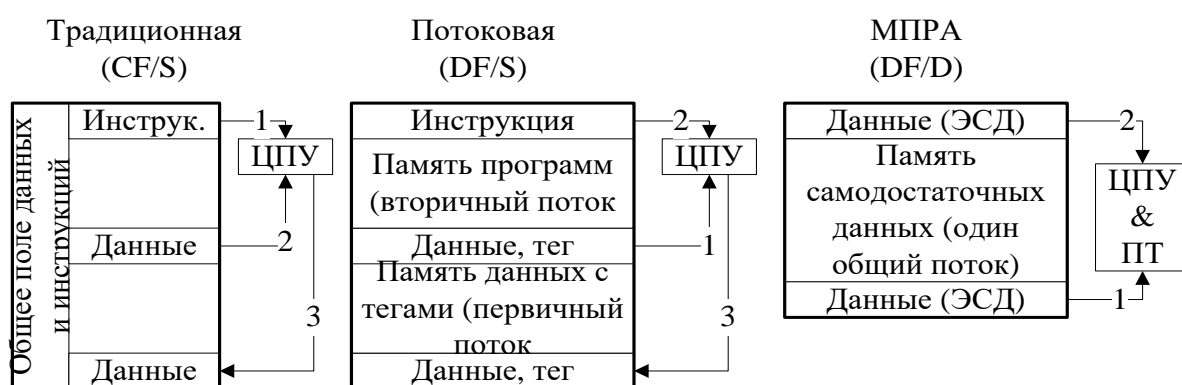 Традиционная
(CF/S)
Общее поле данных
и инструкций
Инструк.
1
ЦПУ
Данные
2
3
Данные
Потоковая
(DF/S)
Инструкция
2
ЦПУ
Память программ
(вторичный поток
Данные, тег
1
Память данных с
тегами (первичный
поток
3
Данные, тег
МПРА
(DF/D)
Данные (ЭСД)
2
Память
самодостаточных
данных (один
общий поток)
ЦПУ
&
ПТ
Данные (ЭСД)
1